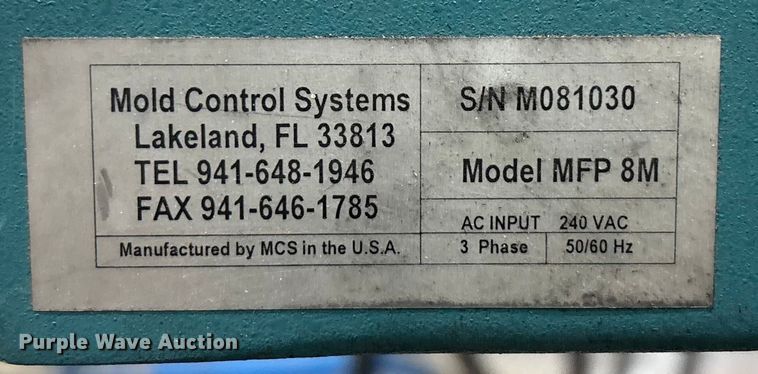 Mold Control Systems
Lakeland, FL 33813
TEL 941-648-1946
FAX 941-646-1785
Manufactured by MCS in the U.S.A.
S/N M081030
Model MFP 8M
AC INPUT 240 VAC
3 Phase 50/60 Hz
Purple Wave Auction